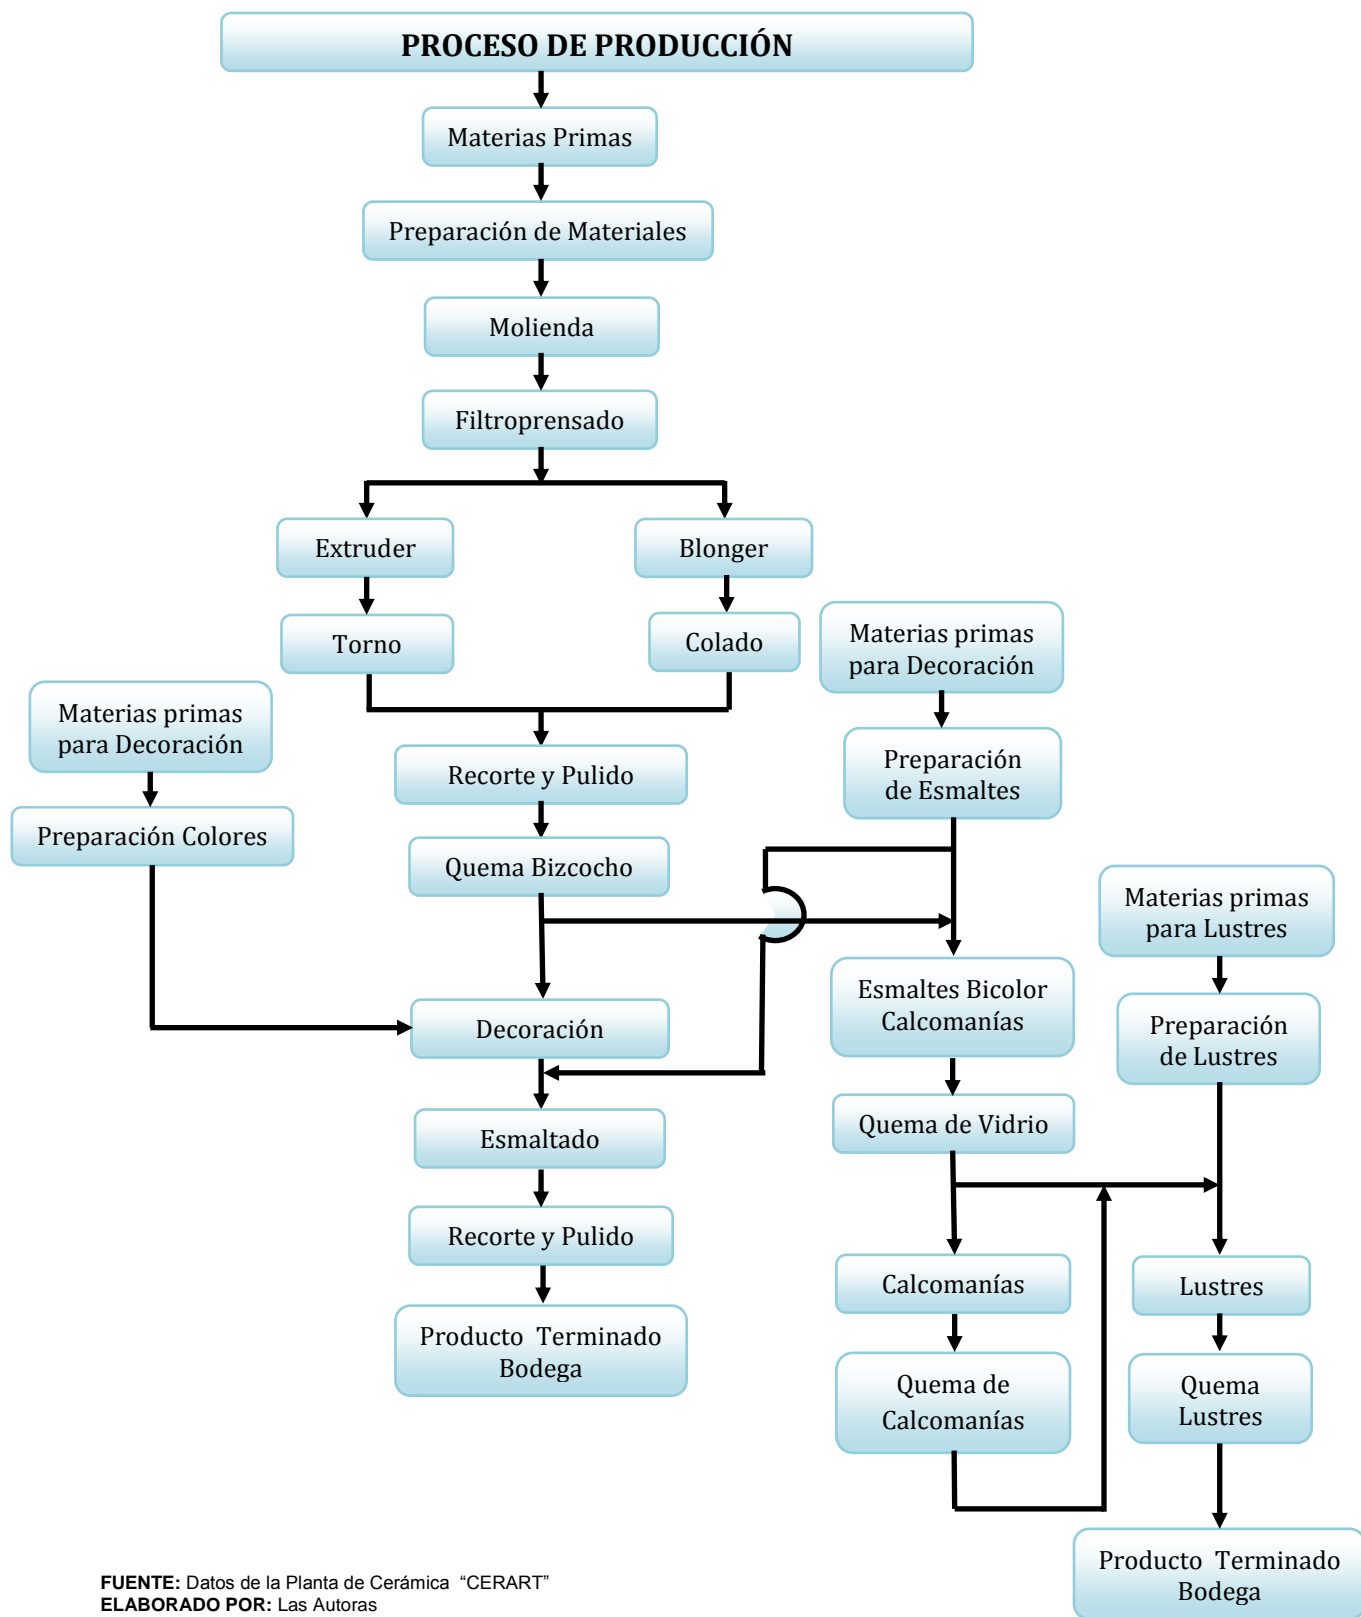 PROCESO DE PRODUCCIÓN
Materias Primas
Preparación de Materiales
Molienda
Filtroprensado
Extruder
Blonger
Torno
Colado
Materias primas
para Decoración
Materias primas
para Decoración
Recorte y Pulido
Preparación
de Esmaltes
Preparación Colores
Quema Bizcocho
Materias primas
para Lustres
Esmaltes Bicolor
Calcomanías
Decoración
Preparación
de Lustres
Esmaltado
Quema de Vidrio
Recorte y Pulido
Calcomanías
Lustres
Producto  Terminado
Bodega
Quema de
Calcomanías
Quema
Lustres
Producto  Terminado
Bodega
FUENTE: Datos de la Planta de Cerámica  “CERART”
ELABORADO POR: Las Autoras